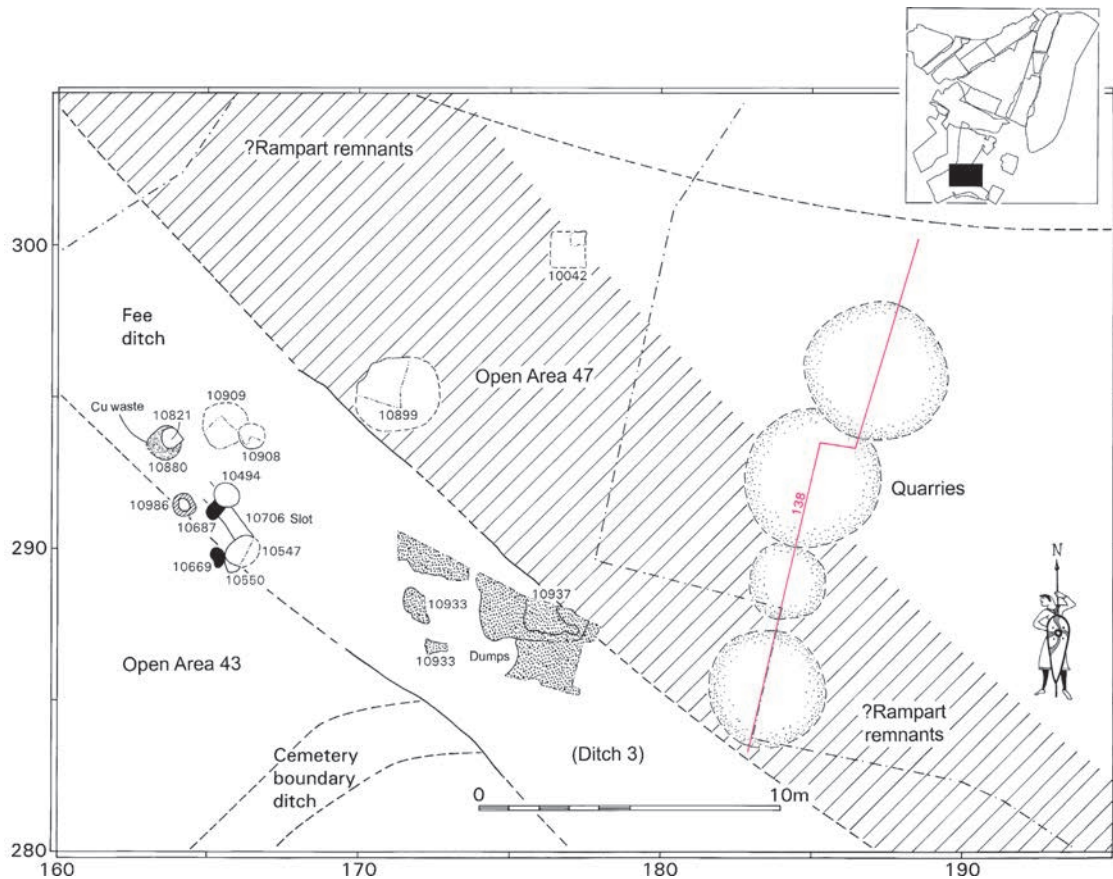 ?Rampart remnants
300
10042
Fee
ditch
Open Area 47
10909
Cu waste
10821
10899
10880
10908
10494
Quarries
138
10986
10687
10706 Slot
N
290
10547
10669
10550
10937
10933
10933
Dumps
Open Area 43
?Rampart
remnants
(Ditch 3)
Cemetery
boundary
ditch
0
10m
280
160
170
180
190